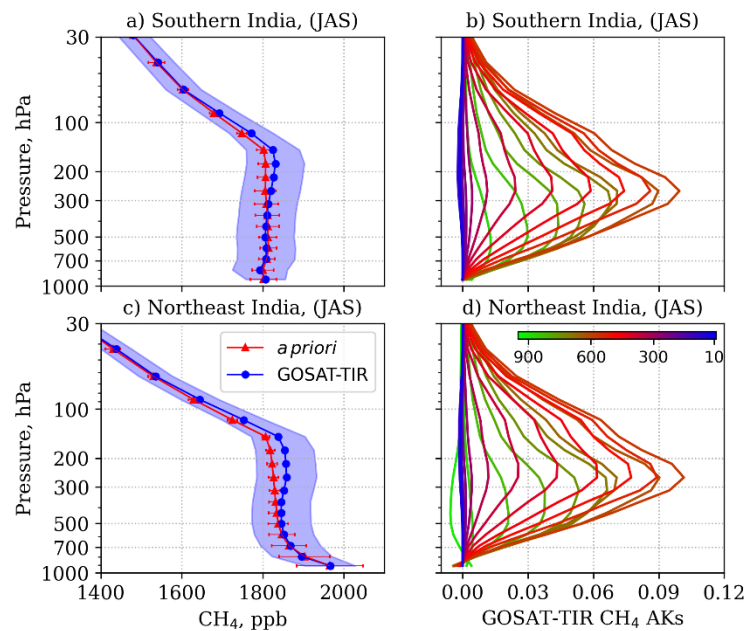 a) Southern India, (JAS)
b) Southern India, (JAS)
30
100
200
300
500
700
1000
Pressure, hPa
c) Northeast India, (JAS)
d) Northeast India, (JAS)
30
100
200
300
500
700
1000
Pressure, hPa
a priori
GOSAT-TIR
900 600 300 10
1400 1600 1800 2000
0.00 0.03 0.06 0.09 0.12
CH₄, ppb
GOSAT-TIR CH₄ AKs